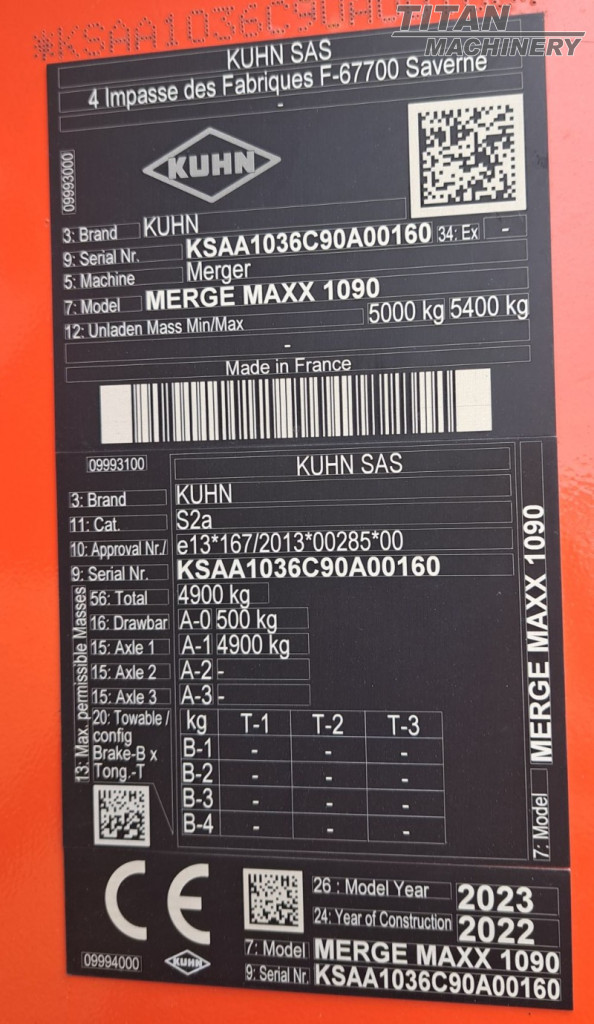 TITAN
MACHINERY
*KSAA1036C90A0
KUHN SAS
4 Impasse des Fabriques F-67700 Saverne
-
09993000
KUHN
3: Brand KUHN
9: Serial Nr. KSAA1036C90A00160 34: Ex -
5: Machine Merger
7: Model MERGE MAXX 1090
12: Unladen Mass Min/Max 5000 kg 5400 kg
-
Made in France
09993100 KUHN SAS
3: Brand KUHN
11: Cat. S2a
10: Approval Nr./ e13*167/2013*00285*00
9: Serial Nr. KSAA1036C90A00160
13: Max. permissible Masses
56: Total 4900 kg
16: Drawbar A-0 500 kg
15: Axle 1 A-1 4900 kg
15: Axle 2 A-2 -
15: Axle 3 A-3 -
20: Towable / config Brake-B x Tong.-T
kg T-1 T-2 T-3
B-1 - - -
B-2 - - -
B-3 - - -
B-4 - - -
7: Model MERGE MAXX 1090
CE
09994000
KUHN
26 : Model Year 2023
24: Year of Construction 2022
7: Model MERGE MAXX 1090
9: Serial Nr. KSAA1036C90A00160